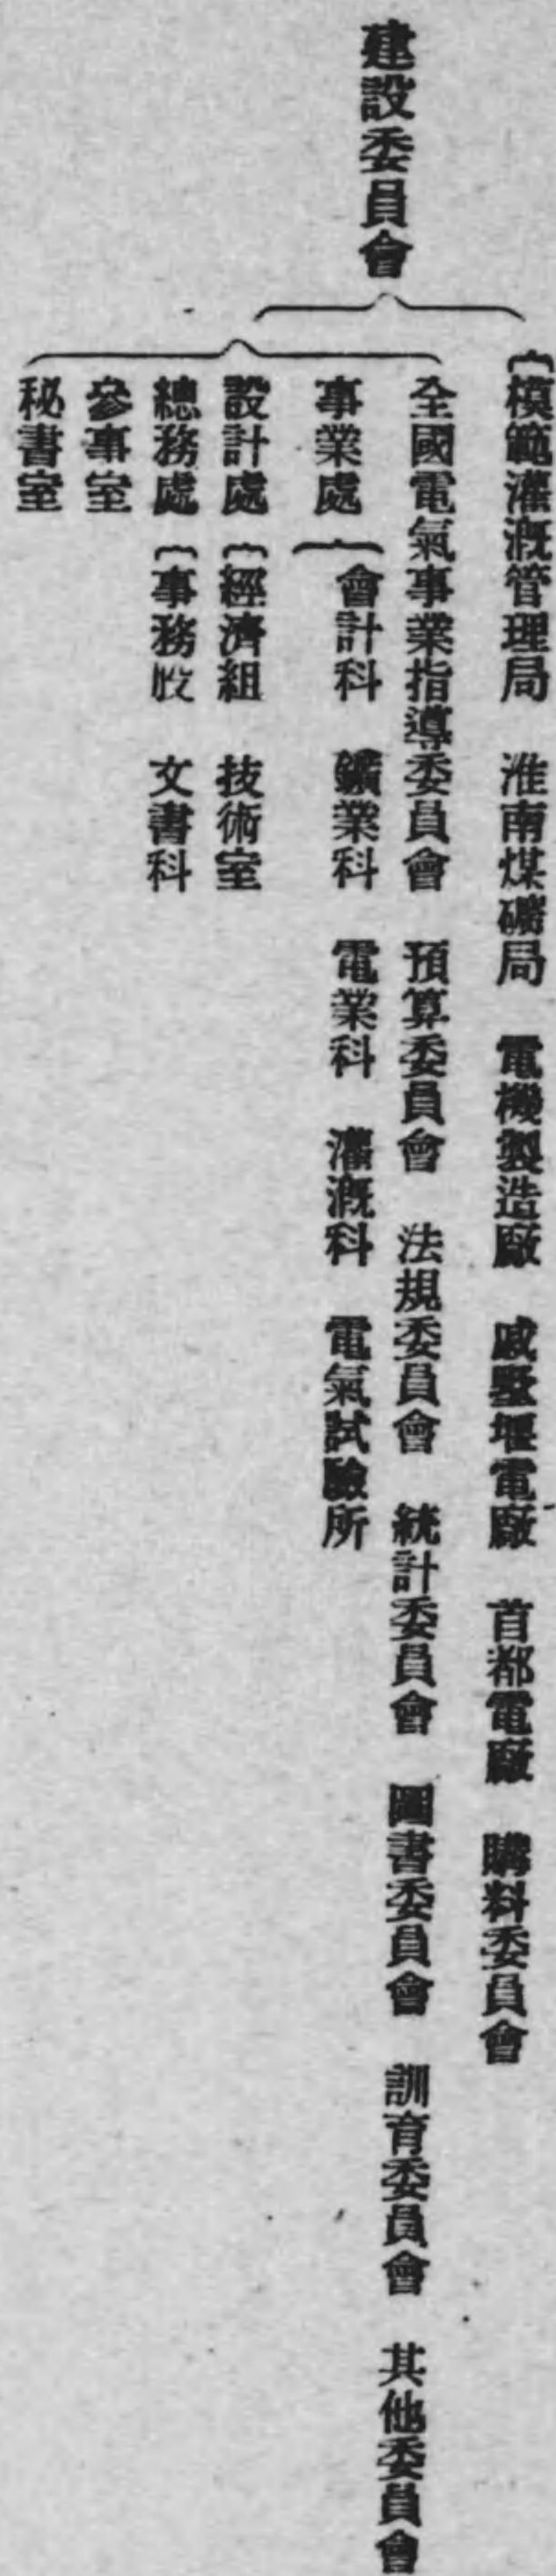 建設委員會
模範灌漑管理局　淮南煤礦局　電機製造廠　戚墅堰電廠　首都電廠　購料委員會
全國電氣事業指導委員會　預算委員會　法規委員會　統計委員會　圖書委員會　訓育委員會　其他委員會
事業處　會計科　鑛業科　電業科　灌漑科　電氣試驗所
設計處　經濟組　技術室
總務處　事務股　文書科
參事室
秘書室